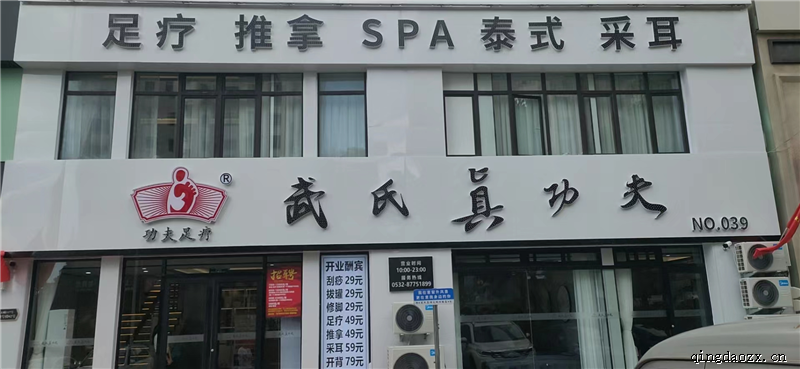 足疗 推拿 SPA 泰式 采耳
®
功夫足疗
武氏真功夫
NO.039
招聘
开业酬宾
刮痧29元
拔罐29元
修脚29元
足疗49元
推拿49元
采耳59元
开背79元
营业时间
10:00-23:00
0532-87751899
qingdaozx.cn